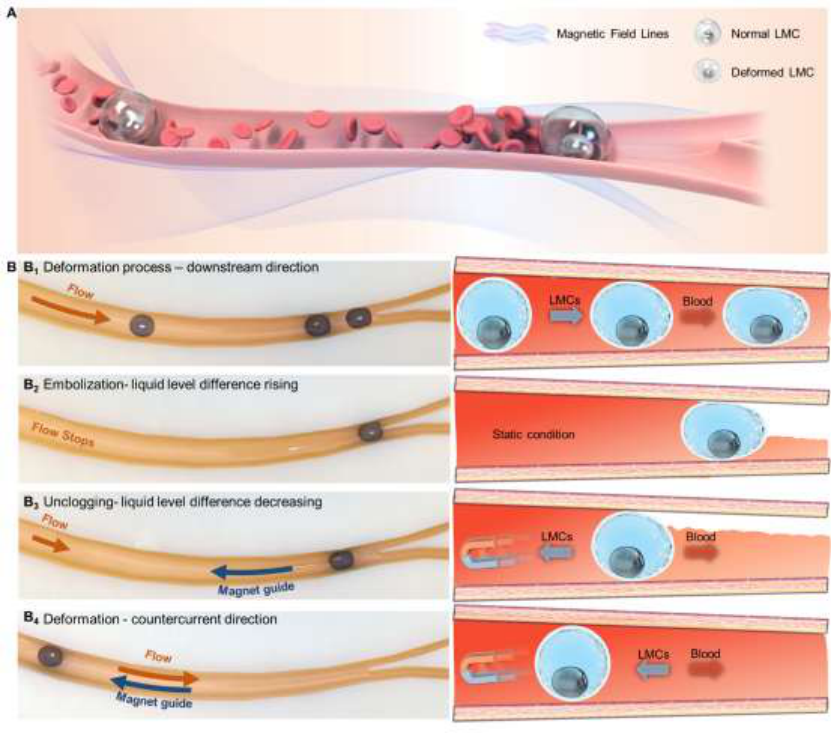 A
Magnetic Field Lines
Normal LMC
Deformed LMC
B B1 Deformation process – downstream direction
Flow
LMCs
Blood
B2 Embolization- liquid level difference rising
Flow Stops
Static condition
B3 Unclogging- liquid level difference decreasing
Flow
Magnet guide
LMCs
Blood
B4 Deformation - countercurrent direction
Flow
Magnet guide
LMCs
Blood